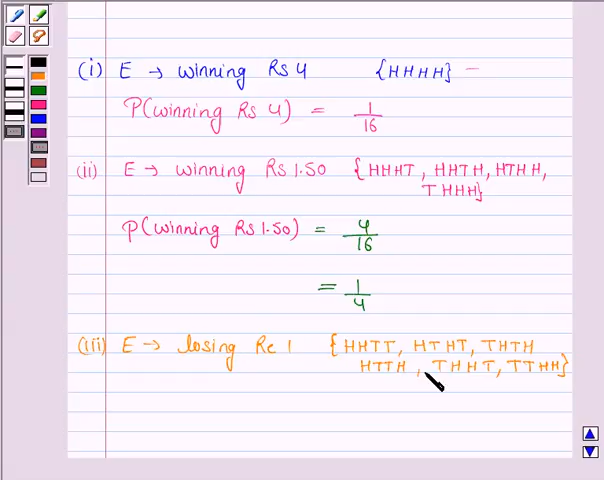 (i) E → winning Rs 4 {HHHH} –
P(winning Rs 4) = 1/16
(ii) E → winning Rs 1.50 {HHHT, HHTH, HTHH,
THHH}
P(winning Rs 1.50) = 4/16
= 1/4
(iii) E → losing Re 1 {HHTT, HTHT, THTH
HTTH, THHT, TTHH}